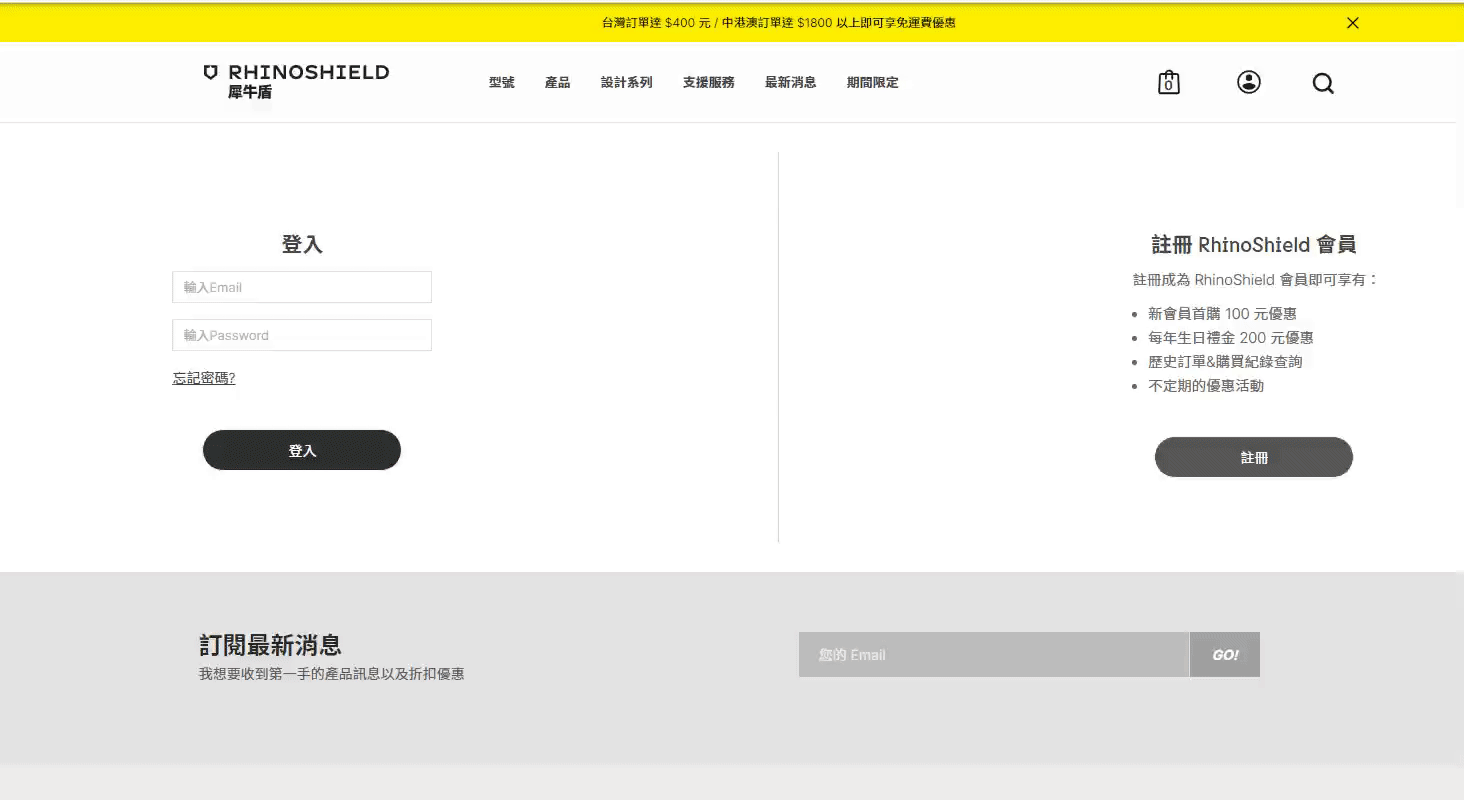 台灣訂單達 $400 元 / 中港澳訂單達 $1800 以上即可享免運費優惠
RHINOSHIELD
犀牛盾
型號 產品 設計系列 支援服務 最新消息 期間限定
0
登入
輸入Email
輸入Password
忘記密碼?
登入
註冊 RhinoShield 會員
註冊成為 RhinoShield 會員即可享有：
新會員首購 100 元優惠
每年生日禮金 200 元優惠
歷史訂單&購買紀錄查詢
不定期的優惠活動
註冊
訂閱最新消息
我想要收到第一手的產品訊息以及折扣優惠
您的 Email
GO!